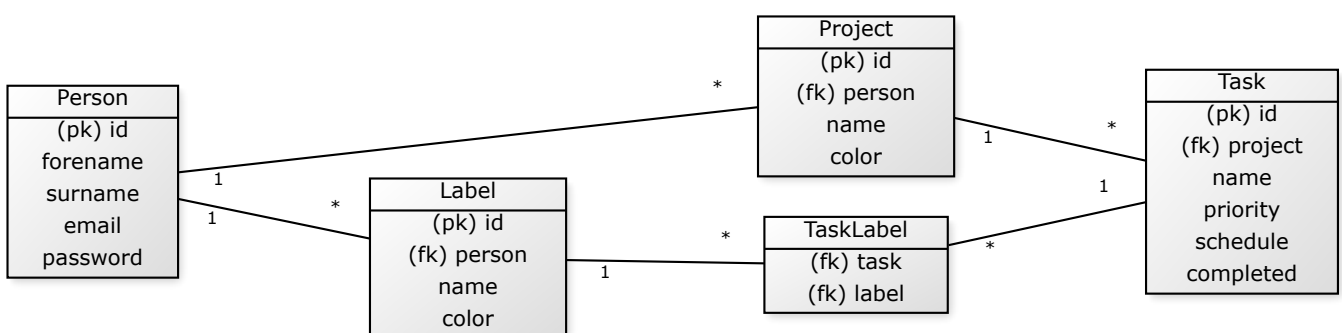 Person
(pk) id
forename
surname
email
password
1
*
1
*
Label
(pk) id
(fk) person
name
color
1
*
Project
(pk) id
(fk) person
name
color
1
*
TaskLabel
(fk) task
(fk) label
*
1
Task
(pk) id
(fk) project
name
priority
schedule
completed